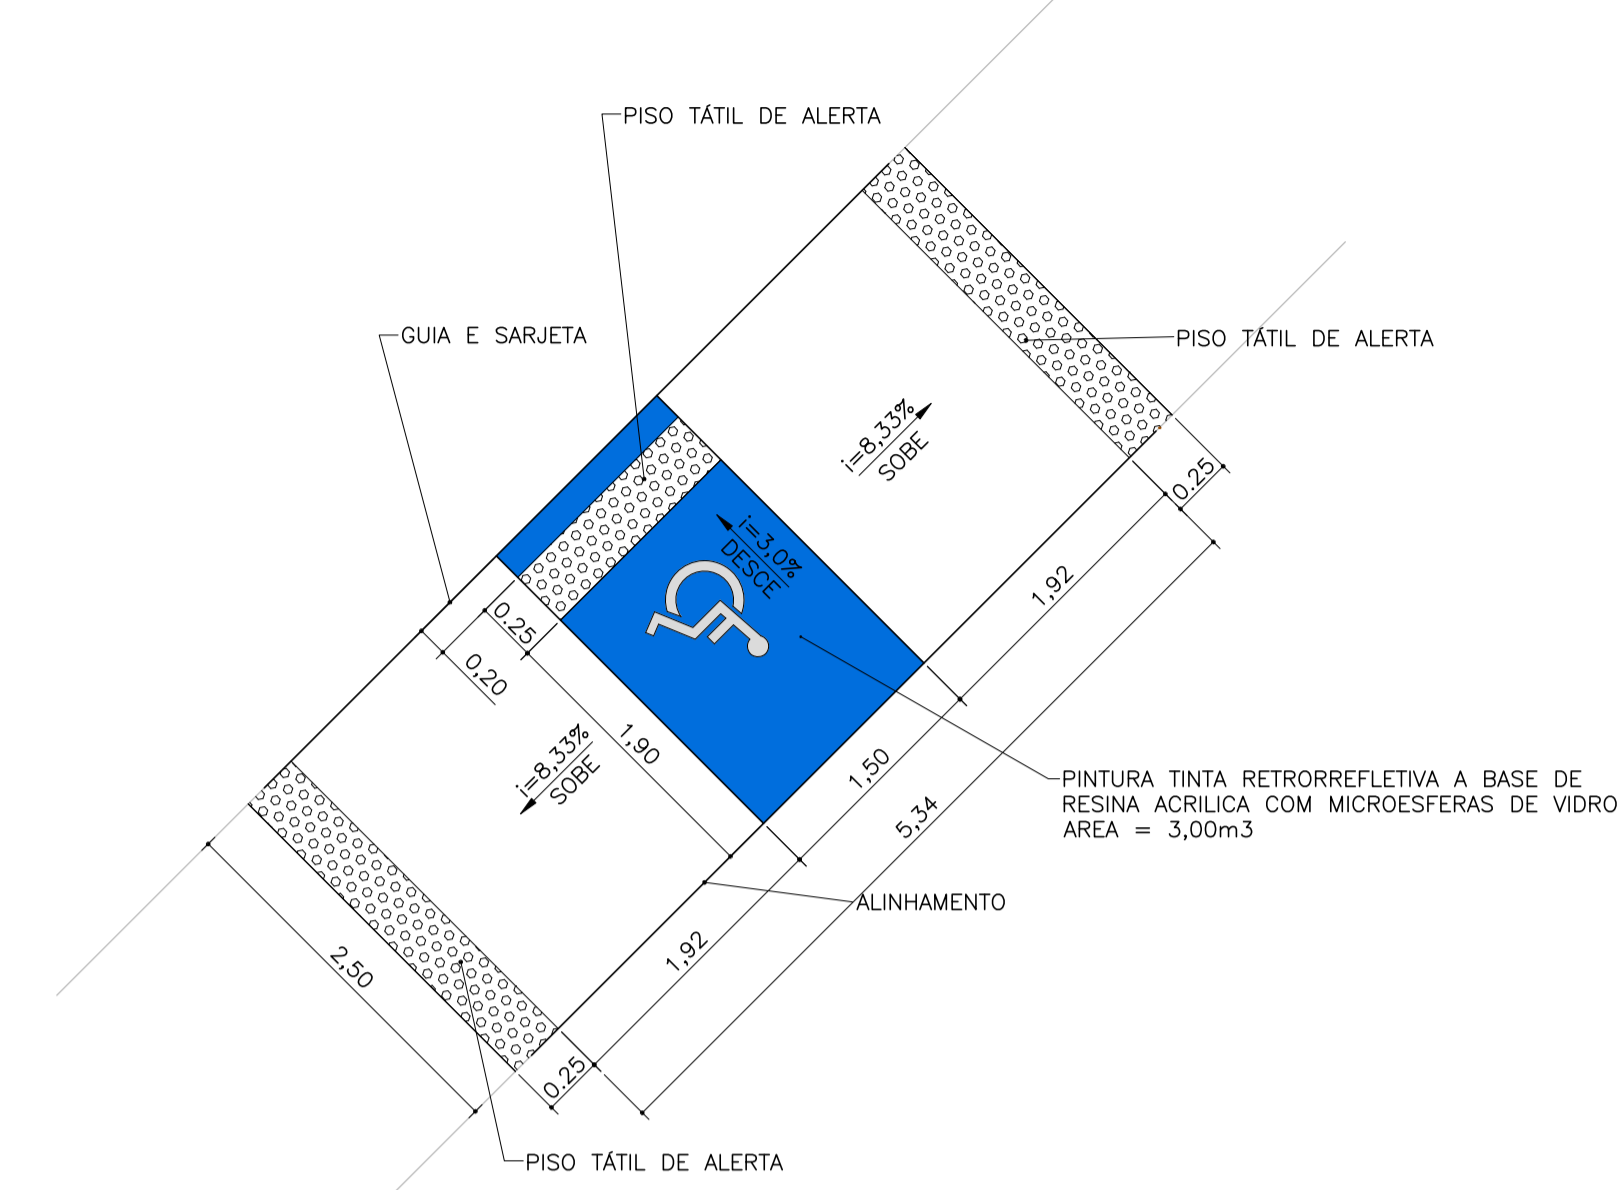 PISO TÁTIL DE ALERTA
GUIA E SARJETA
PISO TÁTIL DE ALERTA
i=8,33%
SOBE
0.25
i=3,0%
DESCE
1,92
0.25
0,20
1,90
i=8,33%
SOBE
1,50
5,34
PINTURA TINTA RETRORREFLETIVA A BASE DE
RESINA ACRILICA COM MICROESFERAS DE VIDRO
AREA = 3,00m3
ALINHAMENTO
1,92
2,50
0.25
PISO TÁTIL DE ALERTA